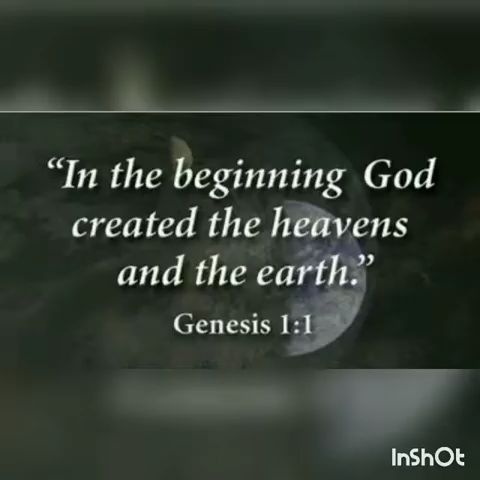 “In the beginning God
created the heavens
and the earth.”
Genesis 1:1
InShOt